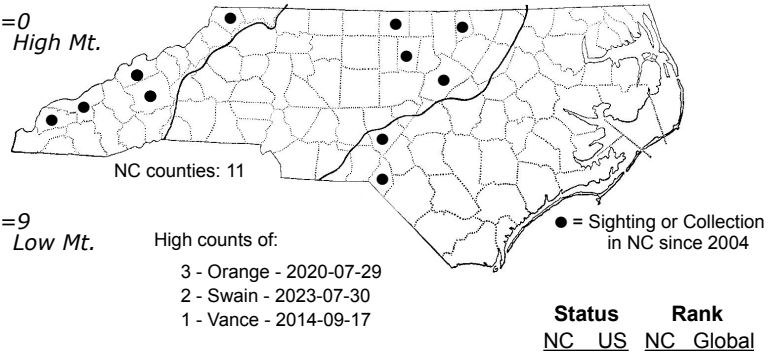 =0
High Mt.
NC counties: 11
=9
Low Mt.
High counts of:
3 - Orange - 2020-07-29
2 - Swain - 2023-07-30
1 - Vance - 2014-09-17
● = Sighting or Collection
in NC since 2004
Status Rank
NC US NC Global